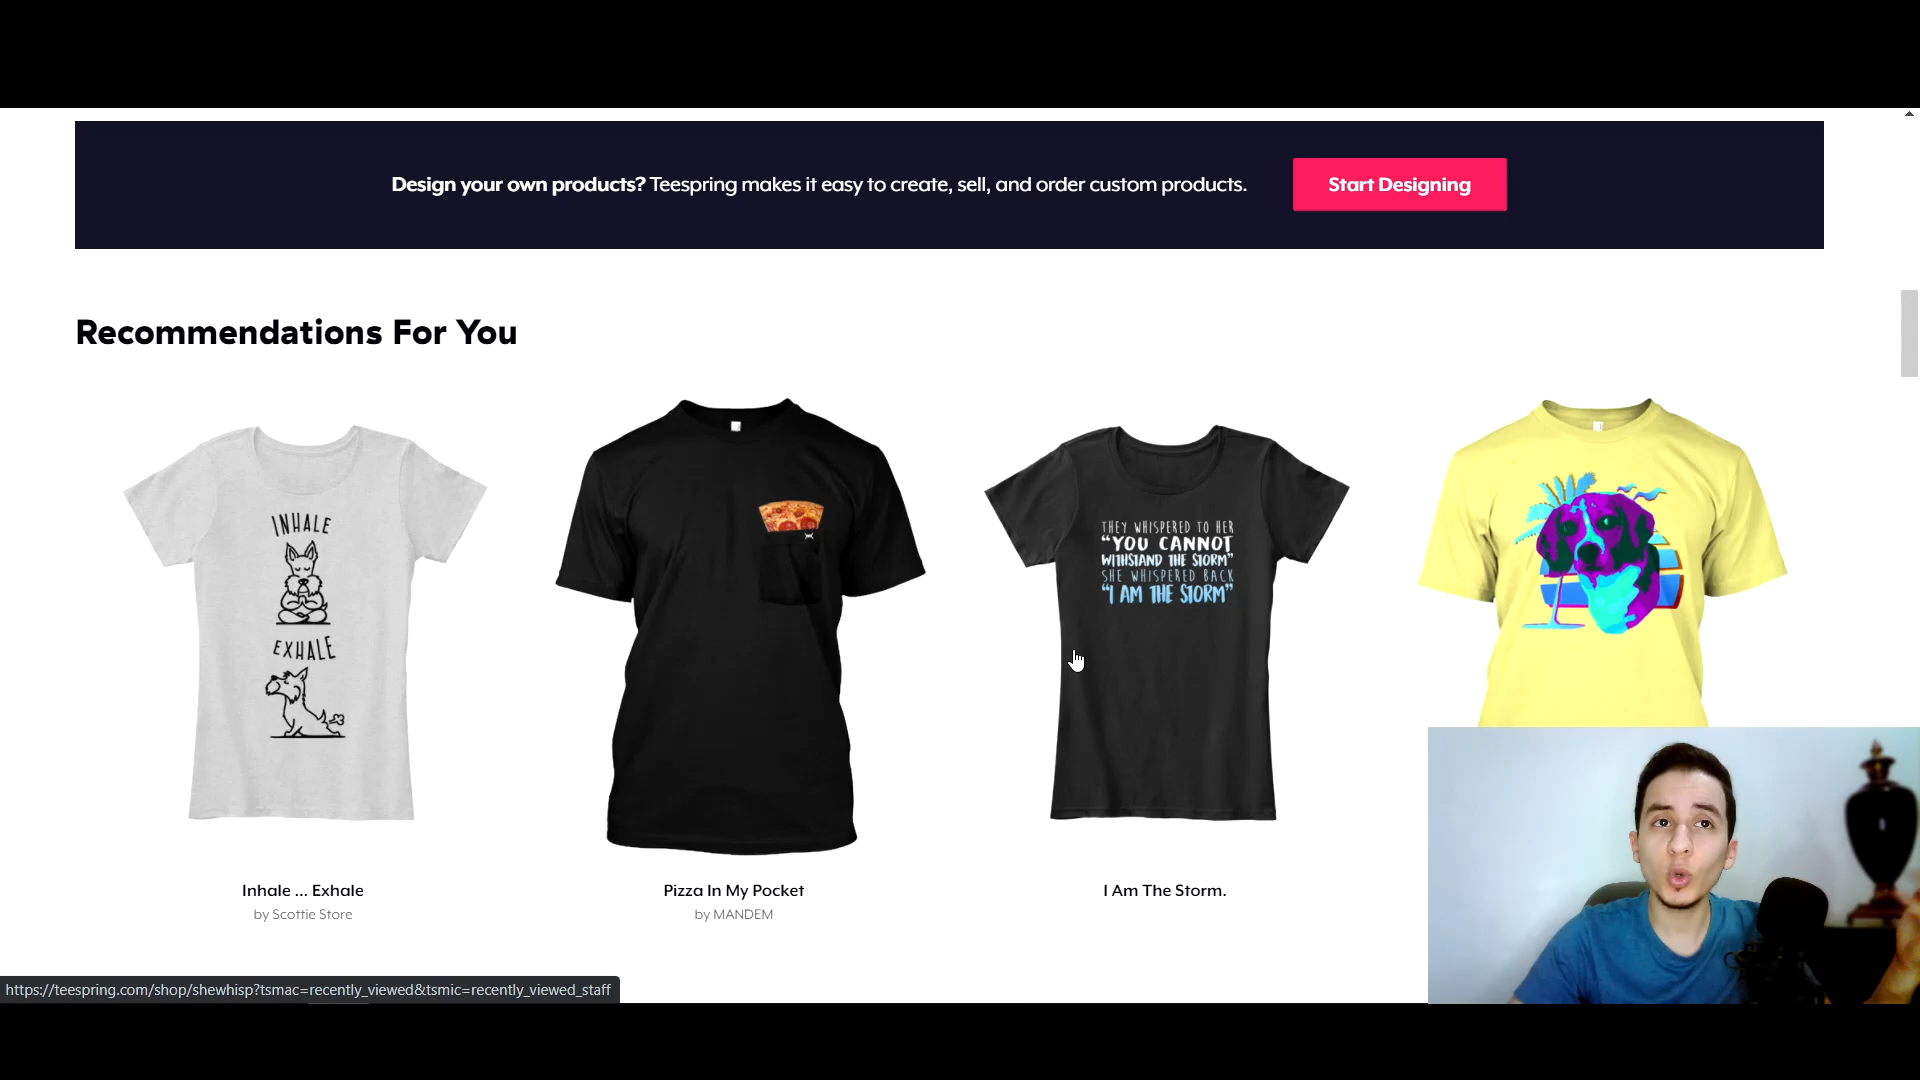 Design your own products? Teespring makes it easy to create, sell, and order custom products.
Start Designing
Recommendations For You
INHALE
EXHALE
THEY WHISPERED TO HER
"YOU CANNOT
WITHSTAND THE STORM"
SHE WHISPERED BACK
"I AM THE STORM"
Inhale ... Exhale
by Scottie Store
Pizza In My Pocket
by MANDEM
I Am The Storm.
https://teespring.com/shop/shewhisp?tsmac=recently_viewed&tsmic=recently_viewed_staff